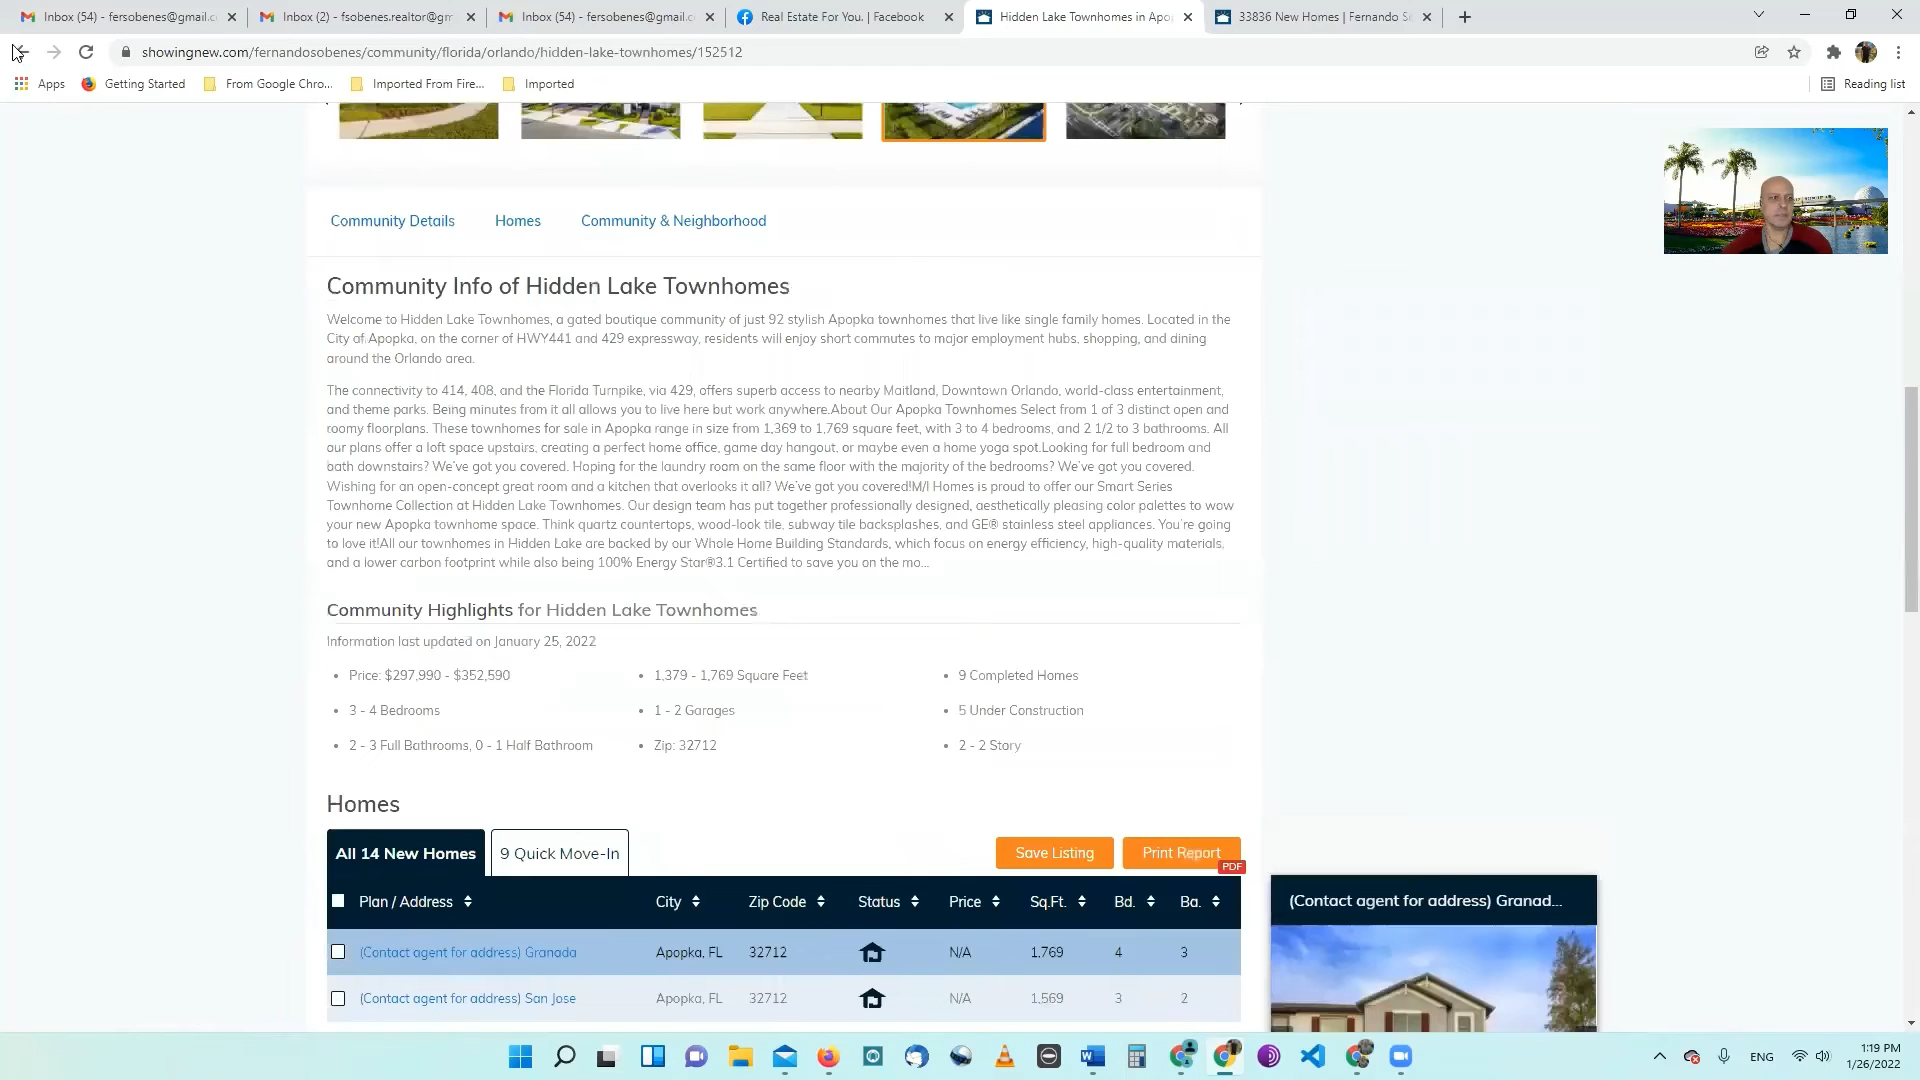 Inbox (54) - fersobenes@gmail.c
Inbox (2) - fsobenes.realtor@gm
Inbox (54) - fersobenes@gmail.c
Real Estate For You. | Facebook
Hidden Lake Townhomes in Apo
33836 New Homes | Fernando S
showingnew.com/fernandosobenes/community/florida/orlando/hidden-lake-townhomes/152512
Apps
Getting Started
From Google Chro...
Imported From Fire...
Imported
Reading list
Community Details
Homes
Community & Neighborhood
Community Info of Hidden Lake Townhomes
Welcome to Hidden Lake Townhomes, a gated boutique community of just 92 stylish Apopka townhomes that live like single family homes. Located in the
City of Apopka, on the corner of HWY441 and 429 expressway, residents will enjoy short commutes to major employment hubs, shopping, and dining
around the Orlando area.
The connectivity to 414, 408, and the Florida Turnpike, via 429, offers superb access to nearby Maitland, Downtown Orlando, world-class entertainment,
and theme parks. Being minutes from it all allows you to live here but work anywhere.About Our Apopka Townhomes Select from 1 of 3 distinct open and
roomy floorplans. These townhomes for sale in Apopka range in size from 1,369 to 1,769 square feet, with 3 to 4 bedrooms, and 2 1/2 to 3 bathrooms. All
our plans offer a loft space upstairs, creating a perfect home office, game day hangout, or maybe even a home yoga spot.Looking for full bedroom and
bath downstairs? We've got you covered. Hoping for the laundry room on the same floor with the majority of the bedrooms? We've got you covered.
Wishing for an open-concept great room and a kitchen that overlooks it all? We've got you covered!M/I Homes is proud to offer our Smart Series
Townhome Collection at Hidden Lake Townhomes. Our design team has put together professionally designed, aesthetically pleasing color palettes to wow
your new Apopka townhome space. Think quartz countertops, wood-look tile, subway tile backsplashes, and GE® stainless steel appliances. You're going
to love it!All our townhomes in Hidden Lake are backed by our Whole Home Building Standards, which focus on energy efficiency, high-quality materials,
and a lower carbon footprint while also being 100% Energy Star®3.1 Certified to save you on the mo...
Community Highlights for Hidden Lake Townhomes
Information last updated on January 25, 2022
• Price: $297,990 - $352,590
• 1,379 - 1,769 Square Feet
• 9 Completed Homes
• 3 - 4 Bedrooms
• 1 - 2 Garages
• 5 Under Construction
• 2 - 3 Full Bathrooms, 0 - 1 Half Bathroom
• Zip: 32712
• 2 - 2 Story
Homes
All 14 New Homes
9 Quick Move-In
Save Listing
Print Report
PDF
Plan / Address City Zip Code Status Price Sq.Ft. Bd. Ba.
(Contact agent for address) Granada Apopka, FL 32712 N/A 1,769 4 3
(Contact agent for address) San Jose Apopka, FL 32712 N/A 1,569 3 2
(Contact agent for address) Granad...
ENG
1:19 PM
1/26/2022